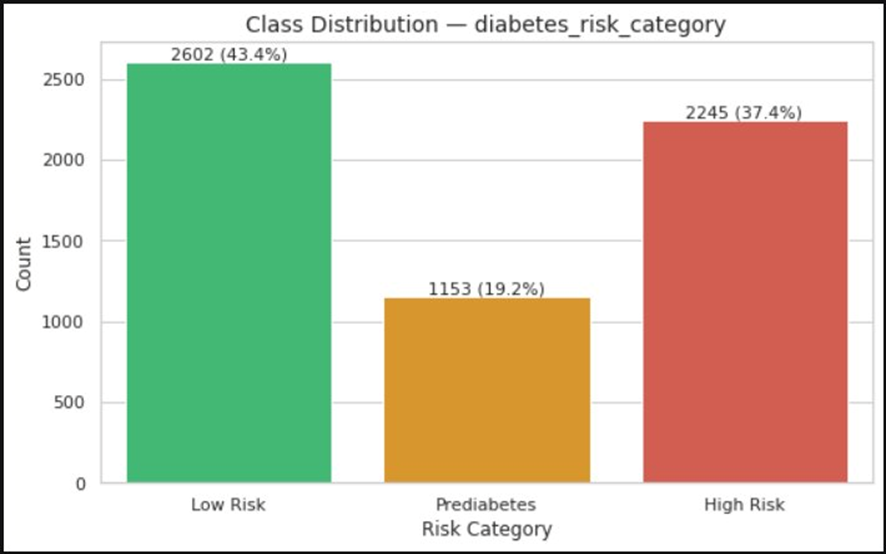 Class Distribution — diabetes_risk_category
2602 (43.4%)
2245 (37.4%)
1153 (19.2%)
2500
2000
1500
1000
500
0
Count
Low Risk
Prediabetes
High Risk
Risk Category